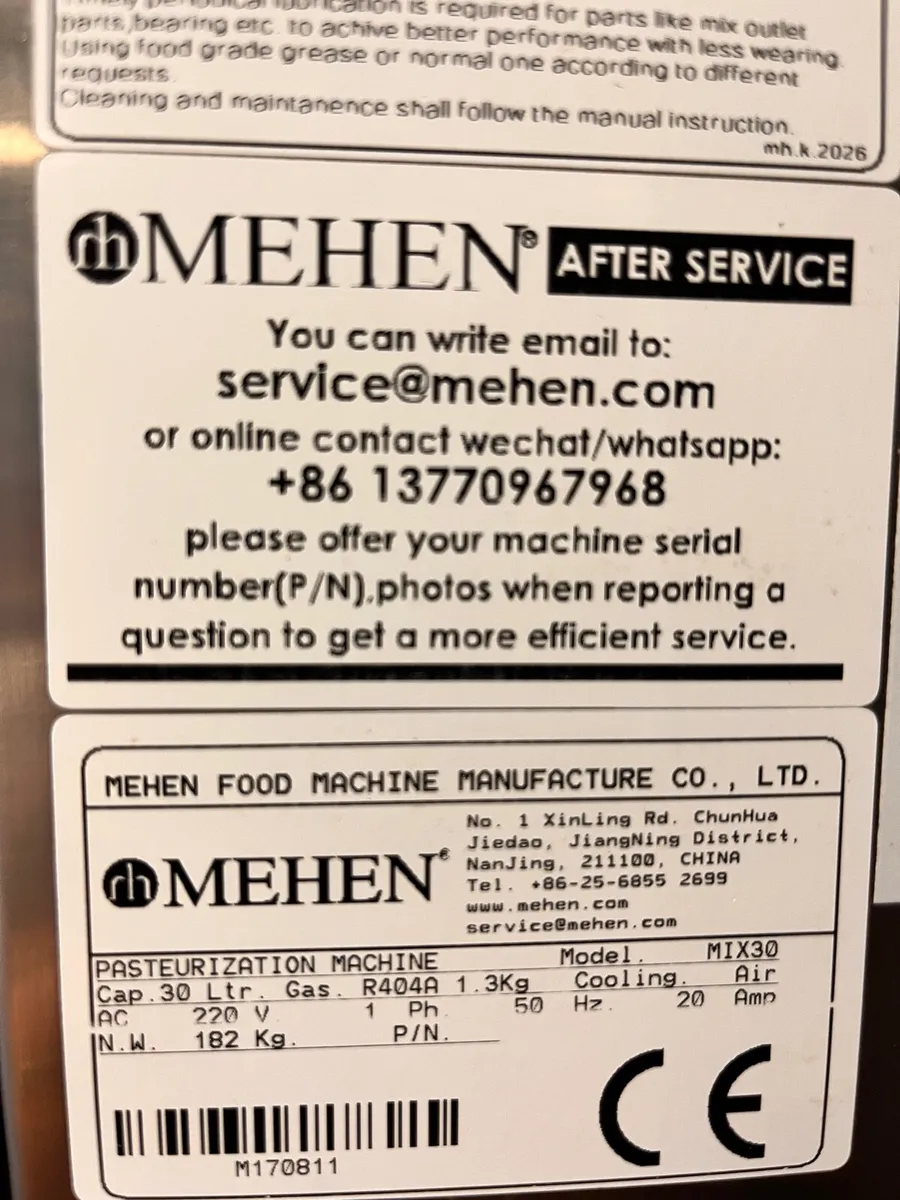 periodical lubrication is required for parts like mix outlet
parts,bearing etc. to achive better performance with less wearing.
Using food grade grease or normal one according to different
requests.
Cleaning and maintanence shall follow the manual instruction.
mh.k.2026
mh MEHEN® AFTER SERVICE
You can write email to:
service@mehen.com
or online contact wechat/whatsapp:
+86 13770967968
please offer your machine serial
number(P/N),photos when reporting a
question to get a more efficient service.
MEHEN FOOD MACHINE MANUFACTURE CO., LTD.
mh MEHEN®
No. 1 XinLing Rd. ChunHua
Jiedao, JiangNing District,
NanJing, 211100, CHINA
Tel. +86-25-6855 2699
www.mehen.com
service@mehen.com
PASTEURIZATION MACHINE Model. MIX30
Cap.30 Ltr. Gas. R404A 1.3Kg Cooling. Air
AC 220 V. 1 Ph. 50 Hz. 20 Amp
N.W. 182 Kg. P/N.
CE
M170811